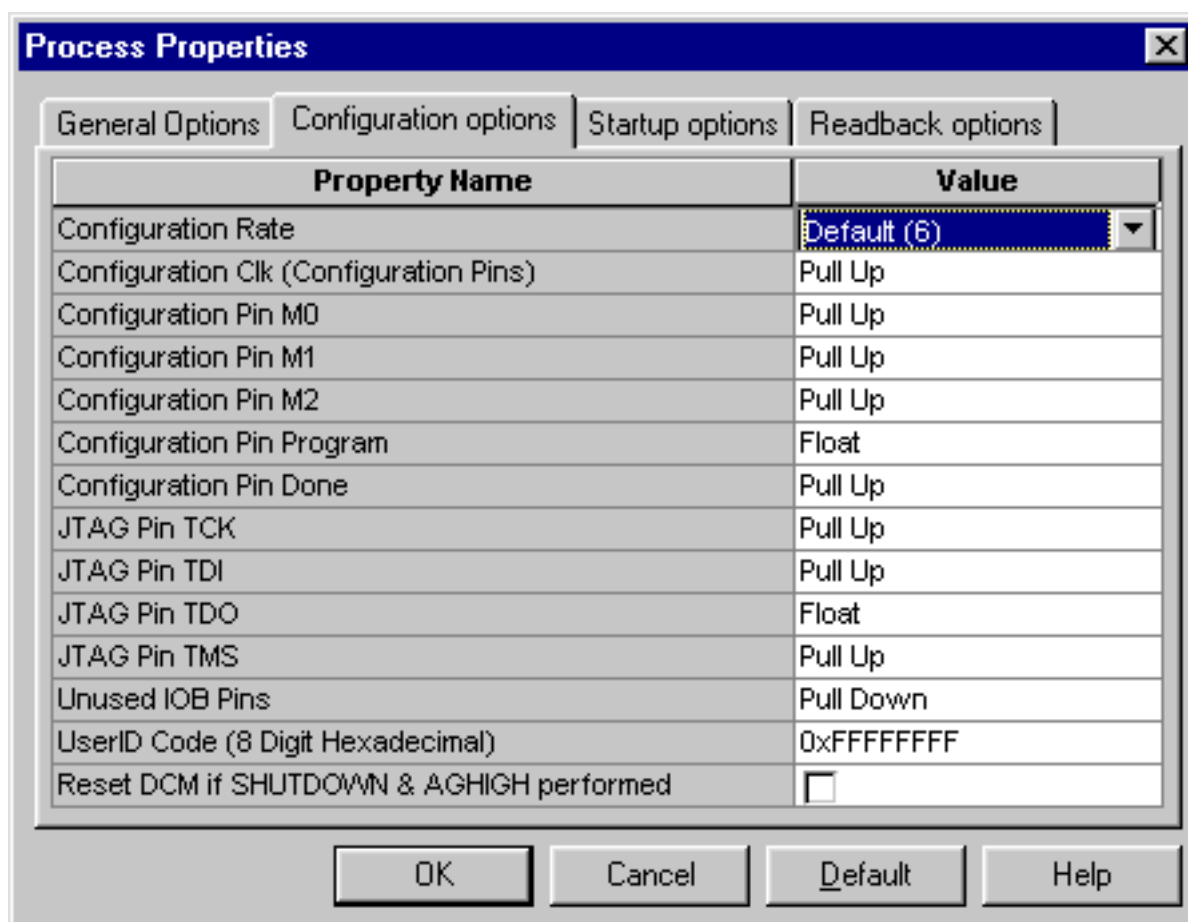 Process Properties
General Options Configuration options Startup options Readback options
Property Name Value
Configuration Rate Default (6)
Configuration Clk (Configuration Pins) Pull Up
Configuration Pin M0 Pull Up
Configuration Pin M1 Pull Up
Configuration Pin M2 Pull Up
Configuration Pin Program Float
Configuration Pin Done Pull Up
JTAG Pin TCK Pull Up
JTAG Pin TDI Pull Up
JTAG Pin TDO Float
JTAG Pin TMS Pull Up
Unused IOB Pins Pull Down
UserID Code (8 Digit Hexadecimal) 0xFFFFFFFF
Reset DCM if SHUTDOWN & AGHIGH performed
OK Cancel Default Help